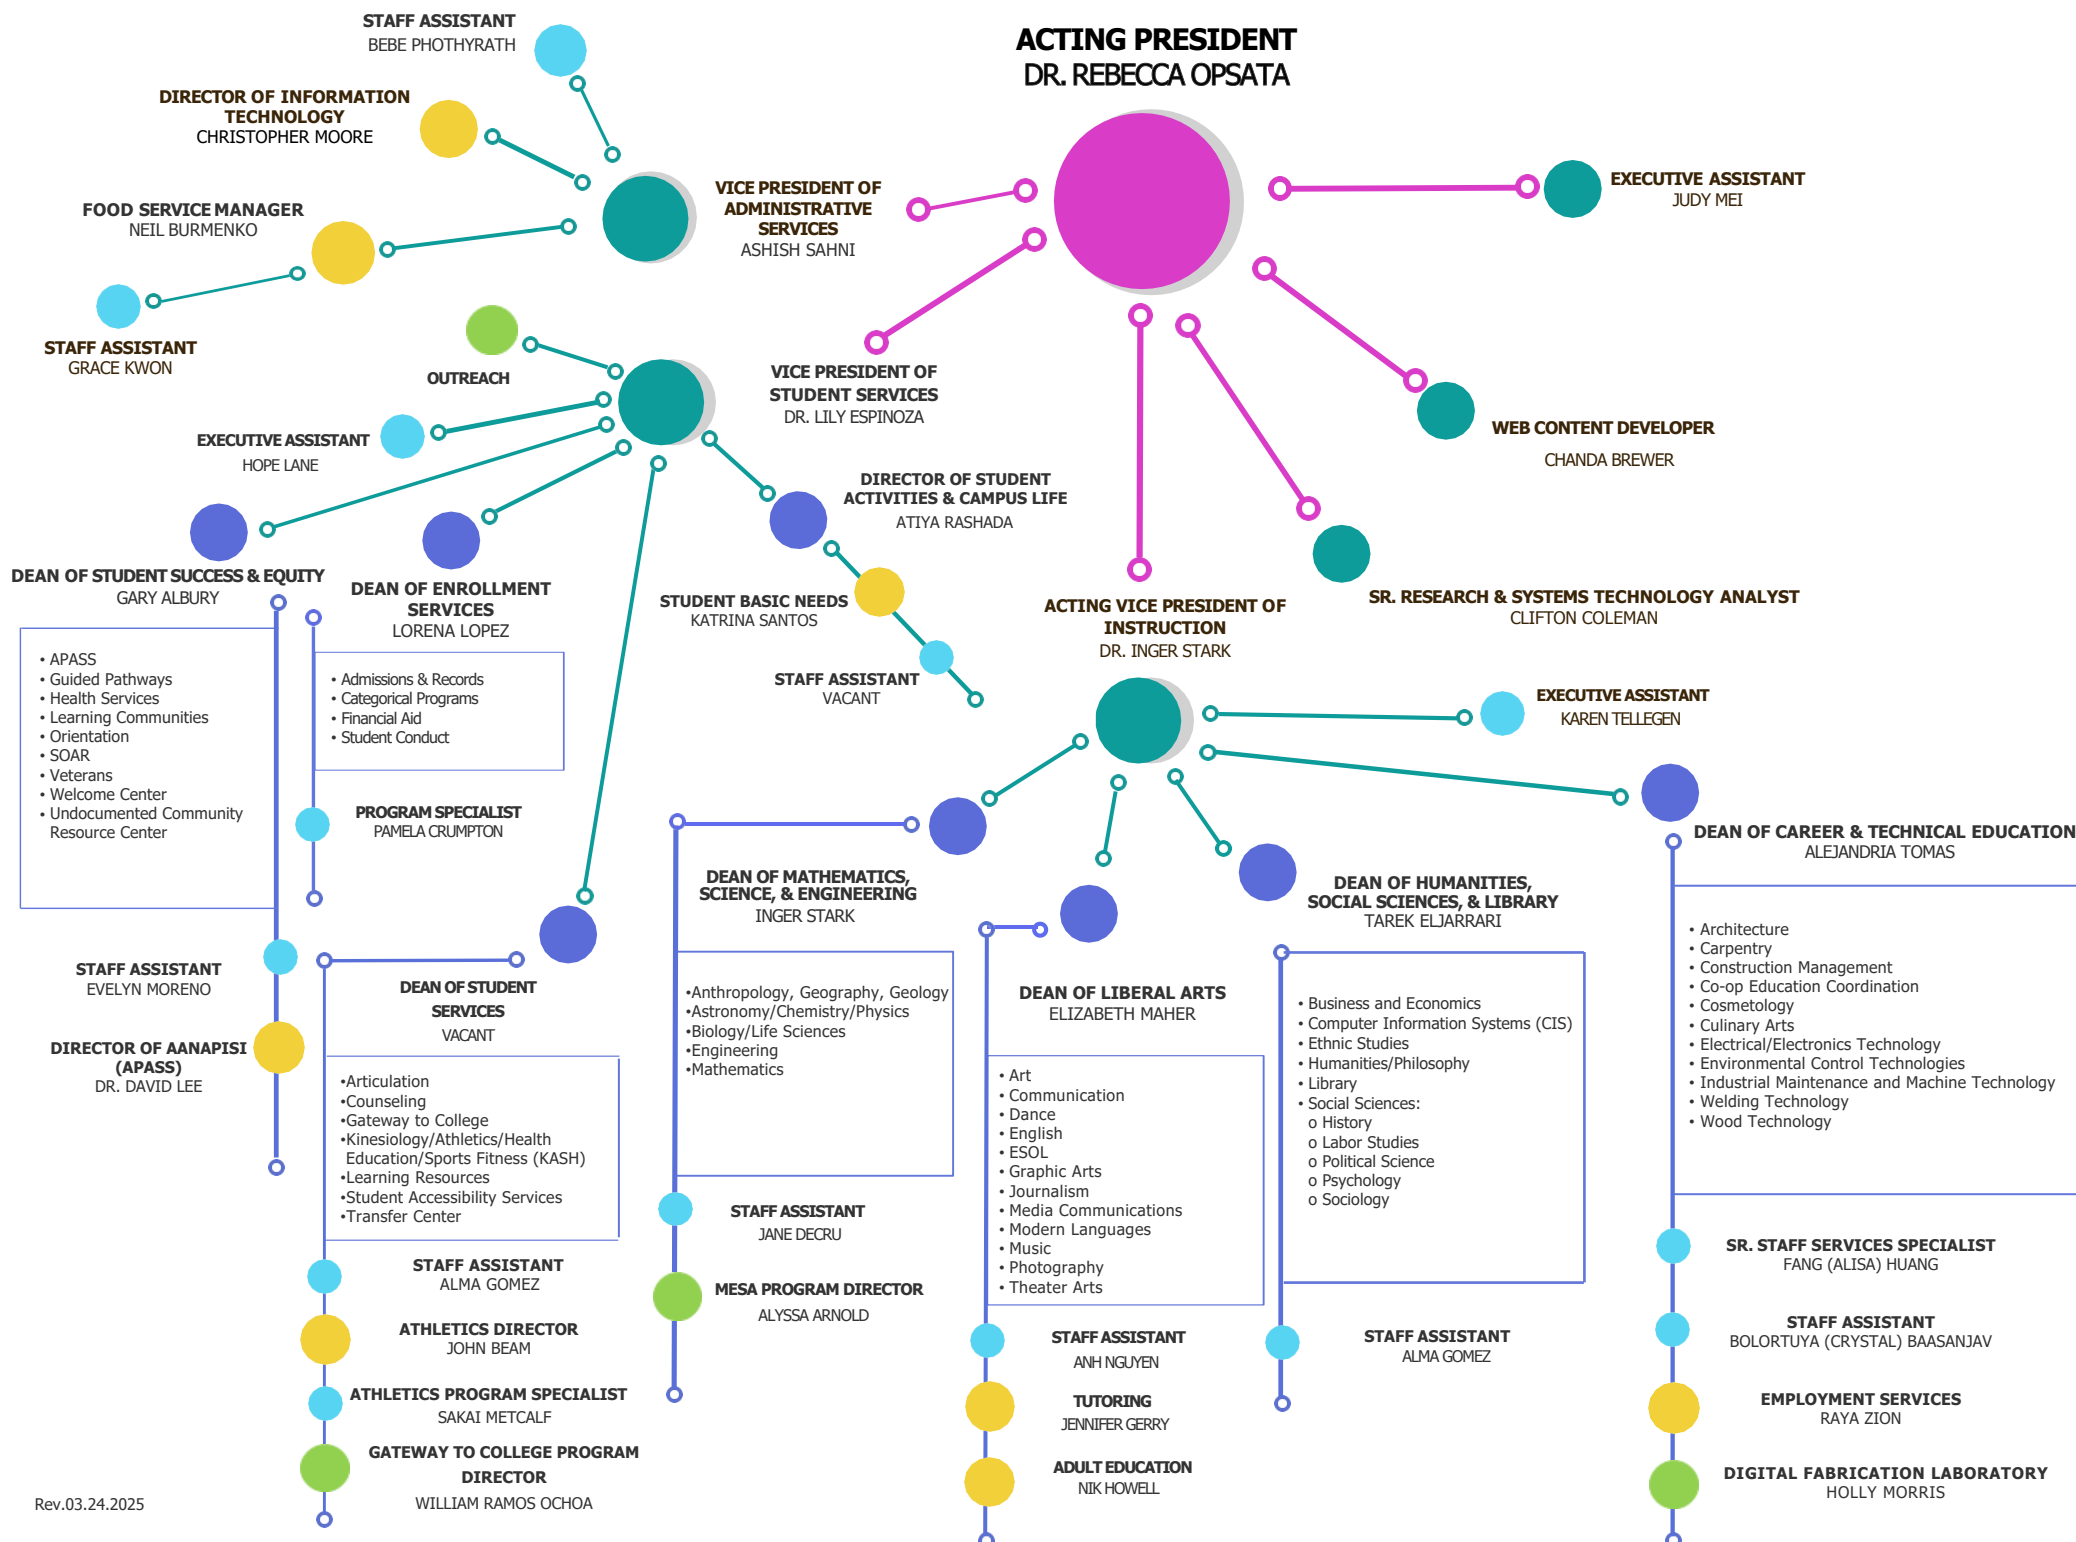 STAFF ASSISTANT
BEBE PHOTHYRATH
ACTING PRESIDENT
DR. REBECCA OPSATA
DIRECTOR OF INFORMATION
TECHNOLOGY
CHRISTOPHER MOORE
VICE PRESIDENT OF
ADMINISTRATIVE
SERVICES
ASHISH SAHNI
EXECUTIVE ASSISTANT
JUDY MEI
FOOD SERVICE MANAGER
NEIL BURMENKO
STAFF ASSISTANT
GRACE KWON
OUTREACH
VICE PRESIDENT OF
STUDENT SERVICES
DR. LILY ESPINOZA
EXECUTIVE ASSISTANT
HOPE LANE
WEB CONTENT DEVELOPER
CHANDA BREWER
DIRECTOR OF STUDENT
ACTIVITIES & CAMPUS LIFE
ATIYA RASHADA
DEAN OF STUDENT SUCCESS & EQUITY
GARY ALBURY
DEAN OF ENROLLMENT
SERVICES
LORENA LOPEZ
STUDENT BASIC NEEDS
KATRINA SANTOS
ACTING VICE PRESIDENT OF
INSTRUCTION
DR. INGER STARK
SR. RESEARCH & SYSTEMS TECHNOLOGY ANALYST
CLIFTON COLEMAN
• APASS
• Guided Pathways
• Health Services
• Learning Communities
• Orientation
• SOAR
• Veterans
• Welcome Center
• Undocumented Community
Resource Center
• Admissions & Records
• Categorical Programs
• Financial Aid
• Student Conduct
STAFF ASSISTANT
VACANT
EXECUTIVE ASSISTANT
KAREN TELLEGEN
PROGRAM SPECIALIST
PAMELA CRUMPTON
DEAN OF MATHEMATICS,
SCIENCE, & ENGINEERING
INGER STARK
DEAN OF HUMANITIES,
SOCIAL SCIENCES, & LIBRARY
TAREK ELJARRARI
DEAN OF CAREER & TECHNICAL EDUCATION
ALEJANDRIA TOMAS
STAFF ASSISTANT
EVELYN MORENO
DIRECTOR OF AANAPISI
(APASS)
DR. DAVID LEE
DEAN OF STUDENT
SERVICES
VACANT
•Articulation
•Counseling
•Gateway to College
•Kinesiology/Athletics/Health
Education/Sports Fitness (KASH)
•Learning Resources
•Student Accessibility Services
•Transfer Center
STAFF ASSISTANT
ALMA GOMEZ
ATHLETICS DIRECTOR
JOHN BEAM
ATHLETICS PROGRAM SPECIALIST
SAKAI METCALF
GATEWAY TO COLLEGE PROGRAM
DIRECTOR
WILLIAM RAMOS OCHOA
•Anthropology, Geography, Geology
•Astronomy/Chemistry/Physics
•Biology/Life Sciences
•Engineering
•Mathematics
STAFF ASSISTANT
JANE DECRU
MESA PROGRAM DIRECTOR
ALYSSA ARNOLD
DEAN OF LIBERAL ARTS
ELIZABETH MAHER
• Art
• Communication
• Dance
• English
• ESOL
• Graphic Arts
• Journalism
• Media Communications
• Modern Languages
• Music
• Photography
• Theater Arts
STAFF ASSISTANT
ANH NGUYEN
TUTORING
JENNIFER GERRY
ADULT EDUCATION
NIK HOWELL
• Business and Economics
• Computer Information Systems (CIS)
• Ethnic Studies
• Humanities/Philosophy
• Library
• Social Sciences:
o History
o Labor Studies
o Political Science
o Psychology
o Sociology
STAFF ASSISTANT
ALMA GOMEZ
• Architecture
• Carpentry
• Construction Management
• Co-op Education Coordination
• Cosmetology
• Culinary Arts
• Electrical/Electronics Technology
• Environmental Control Technologies
• Industrial Maintenance and Machine Technology
• Welding Technology
• Wood Technology
SR. STAFF SERVICES SPECIALIST
FANG (ALISA) HUANG
STAFF ASSISTANT
BOLORTUYA (CRYSTAL) BAASANJAV
EMPLOYMENT SERVICES
RAYA ZION
DIGITAL FABRICATION LABORATORY
HOLLY MORRIS
Rev.03.24.2025